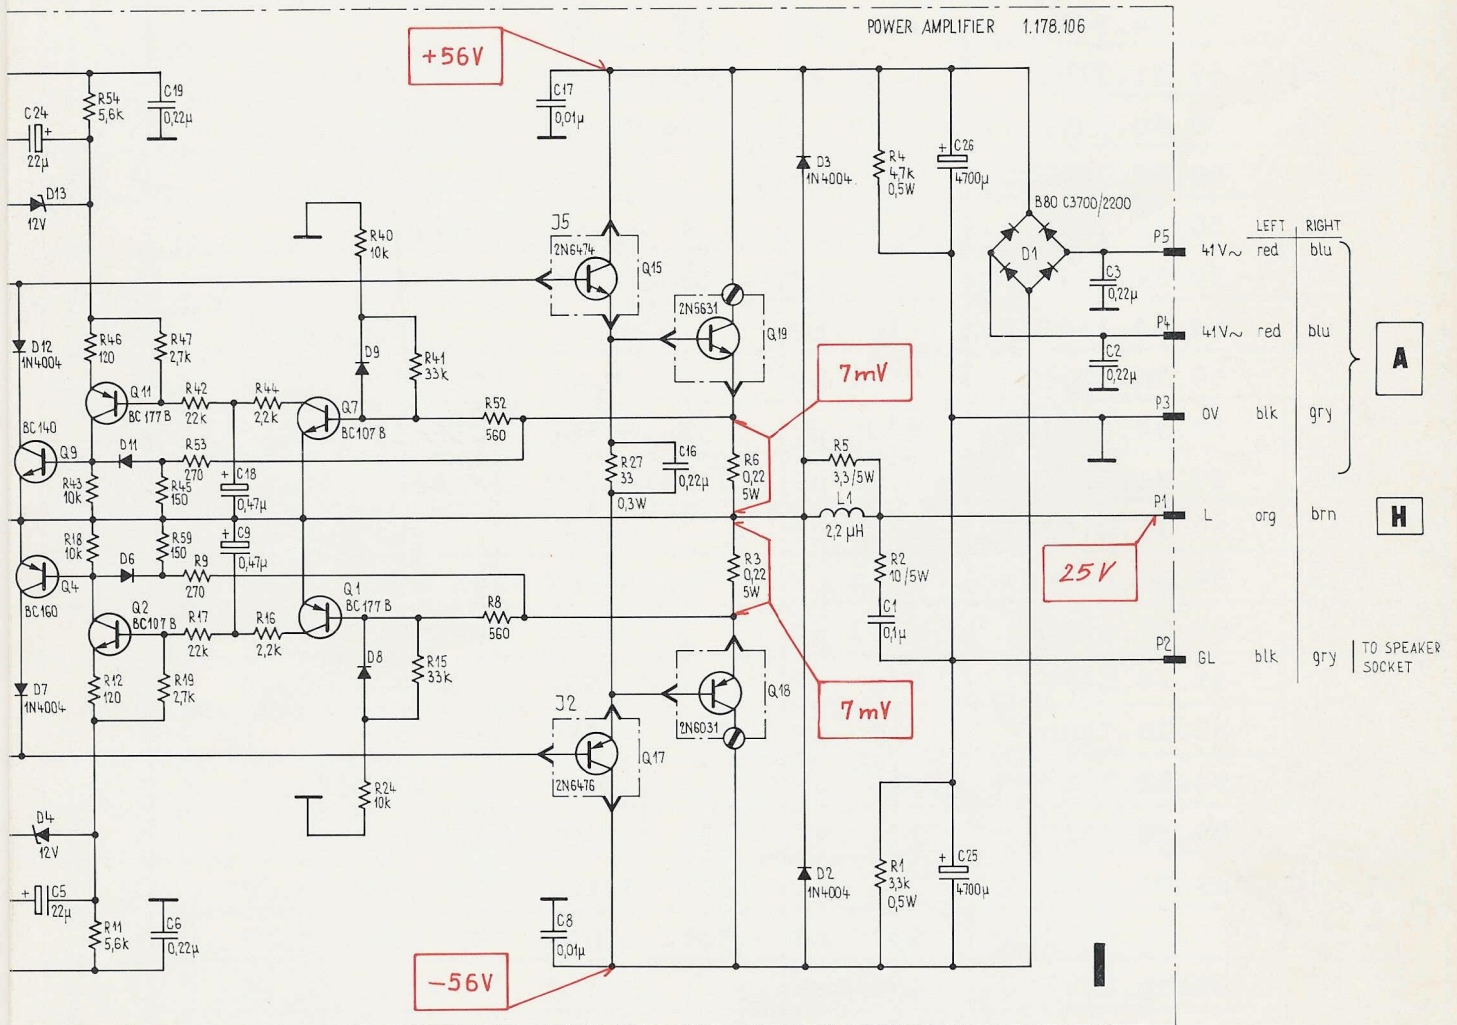 POWER AMPLIFIER 1.178.106
+56V
R54
5,6k
C19
0,22µ
C24
+
22µ
C17
0,01µ
D3
1N4004
R4
4,7k
0,5W
+ C26
4700µ
D13
12V
B80 C3700/2200
D1
LEFT RIGHT
P5 41V~ red blu
C3
0,22µ
P4 41V~ red blu
C2
0,22µ
A
P3 0V blk gry
R40
10k
J5
2N6474
Q15
2N5631
Q19
D12
1N4004
R46
120
R47
2,7k
D9
R41
33k
7mV
Q11
BC177B
R42
22k
R44
2,2k
Q7
BC107B
R52
560
BC140
Q9
D11
R53
270
R43
10k
R45
150
+ C18
0,47µ
R27
33
0,3W
C16
0,22µ
R6
0,22
5W
R5
3,3/5W
L1
2,2 µH
P1 L org brn
H
25V
R18
10k
D6
R59
150
R9
270
C9
+
0,47µ
R3
0,22
5W
R2
10/5W
C1
0,1µ
Q4
BC160
Q2
BC107B
R17
22k
R16
2,2k
Q1
BC177B
R8
560
P2 GL blk gry
TO SPEAKER
SOCKET
D7
1N4004
R12
120
R19
2,7k
D8
R15
33k
J2
2N6476
Q17
2N6031
Q18
7mV
R24
10k
D4
12V
+ C5
22µ
R11
5,6k
C6
0,22µ
C8
0,01µ
D2
1N4004
R1
3,3k
0,5W
+ C25
4700µ
-56V